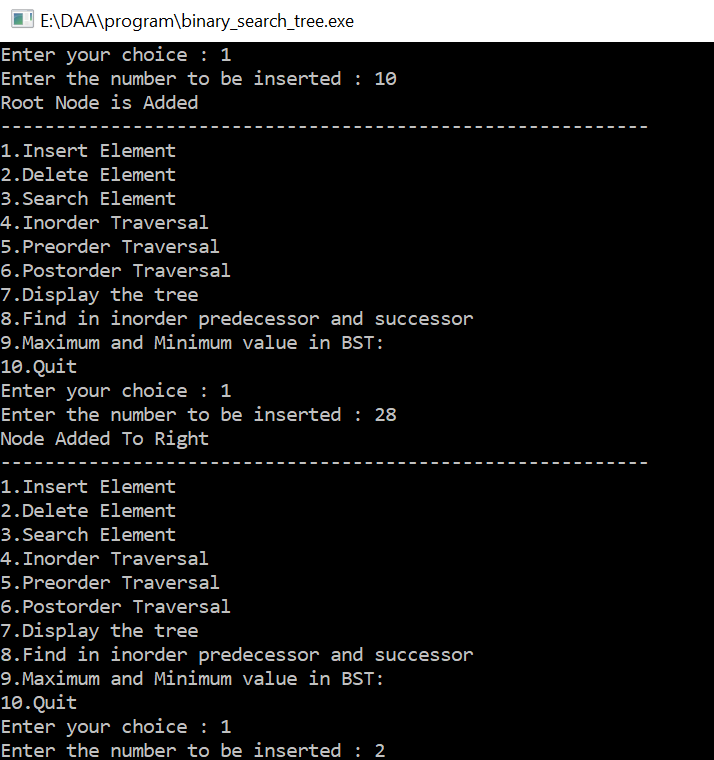 E:\DAA\program\binary_search_tree.exe
Enter your choice : 1
Enter the number to be inserted : 10
Root Node is Added
-----------------------------------------------------------
1.Insert Element
2.Delete Element
3.Search Element
4.Inorder Traversal
5.Preorder Traversal
6.Postorder Traversal
7.Display the tree
8.Find in inorder predecessor and successor
9.Maximum and Minimum value in BST:
10.Quit
Enter your choice : 1
Enter the number to be inserted : 28
Node Added To Right
-----------------------------------------------------------
1.Insert Element
2.Delete Element
3.Search Element
4.Inorder Traversal
5.Preorder Traversal
6.Postorder Traversal
7.Display the tree
8.Find in inorder predecessor and successor
9.Maximum and Minimum value in BST:
10.Quit
Enter your choice : 1
Enter the number to be inserted : 2